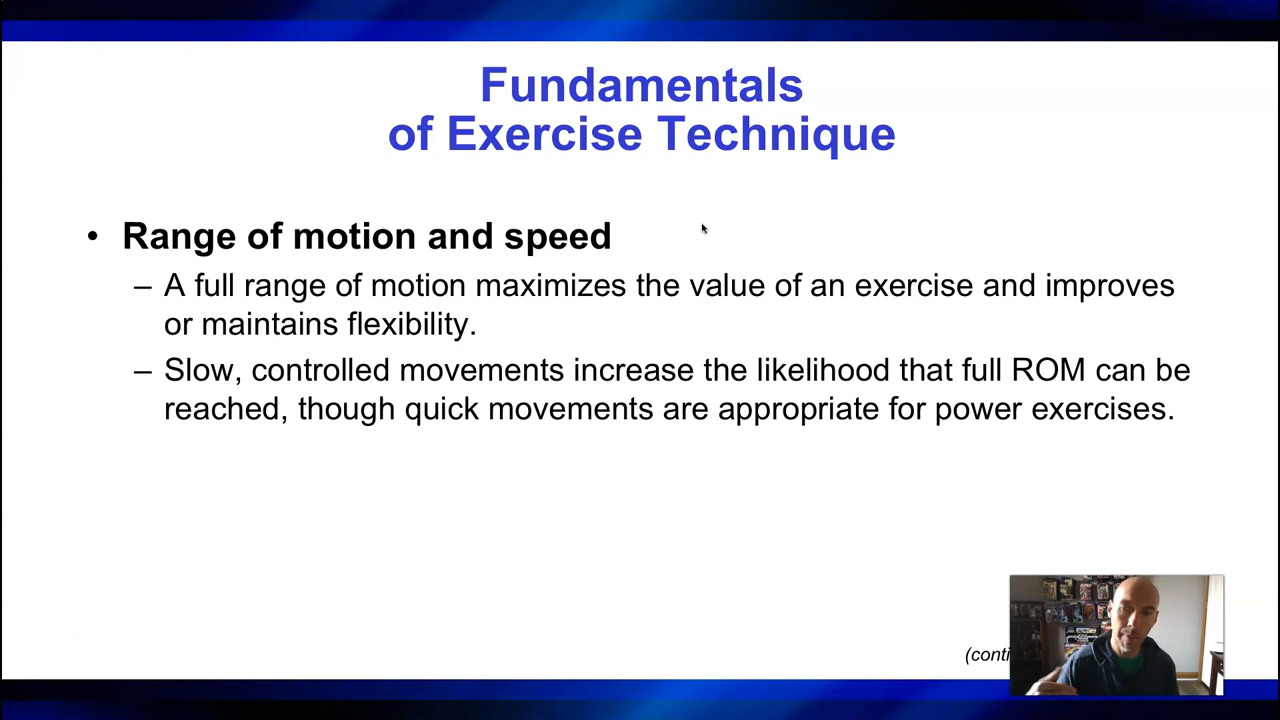 Fundamentals
of Exercise Technique
• Range of motion and speed
– A full range of motion maximizes the value of an exercise and improves
or maintains flexibility.
– Slow, controlled movements increase the likelihood that full ROM can be
reached, though quick movements are appropriate for power exercises.
(conti